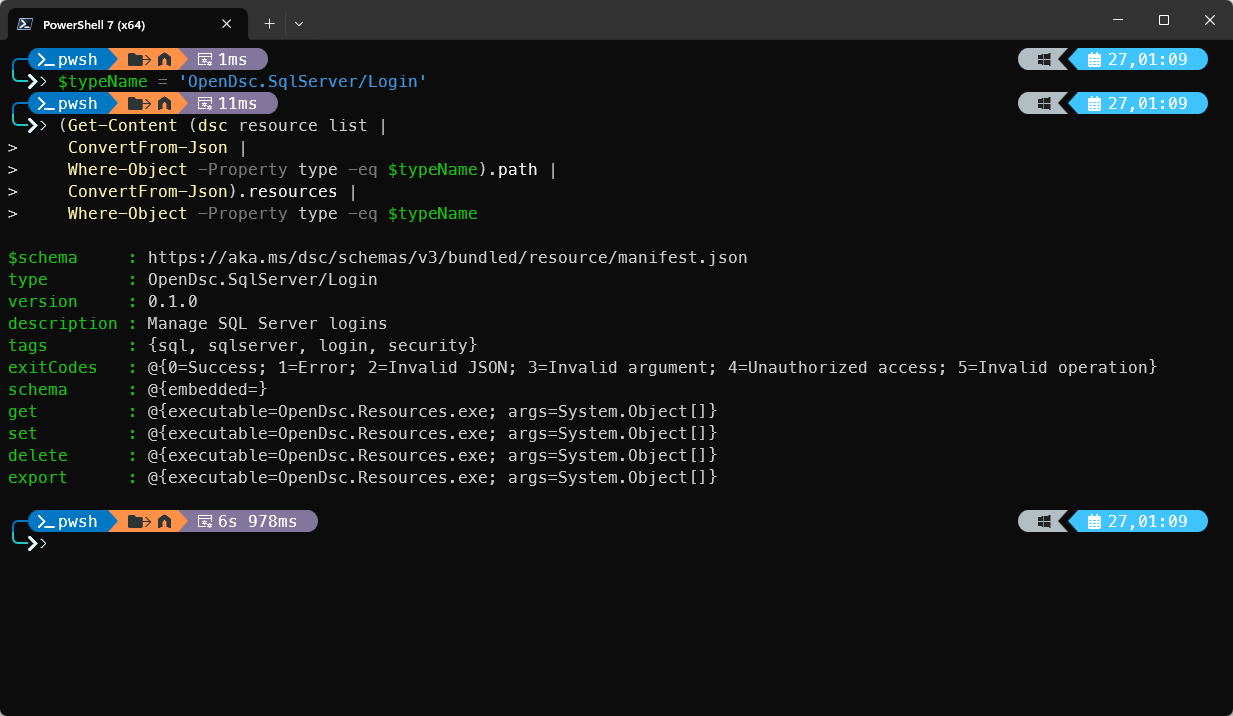 PowerShell 7 (x64)
pwsh 1ms 27,01:09
$typeName = 'OpenDsc.SqlServer/Login'
pwsh 11ms 27,01:09
(Get-Content (dsc resource list |
>     ConvertFrom-Json |
>     Where-Object -Property type -eq $typeName).path |
>     ConvertFrom-Json).resources |
>     Where-Object -Property type -eq $typeName
$schema     : https://aka.ms/dsc/schemas/v3/bundled/resource/manifest.json
type        : OpenDsc.SqlServer/Login
version     : 0.1.0
description : Manage SQL Server logins
tags        : {sql, sqlserver, login, security}
exitCodes   : @{0=Success; 1=Error; 2=Invalid JSON; 3=Invalid argument; 4=Unauthorized access; 5=Invalid operation}
schema      : @{embedded=}
get         : @{executable=OpenDsc.Resources.exe; args=System.Object[]}
set         : @{executable=OpenDsc.Resources.exe; args=System.Object[]}
delete      : @{executable=OpenDsc.Resources.exe; args=System.Object[]}
export      : @{executable=OpenDsc.Resources.exe; args=System.Object[]}
pwsh 6s 978ms 27,01:09